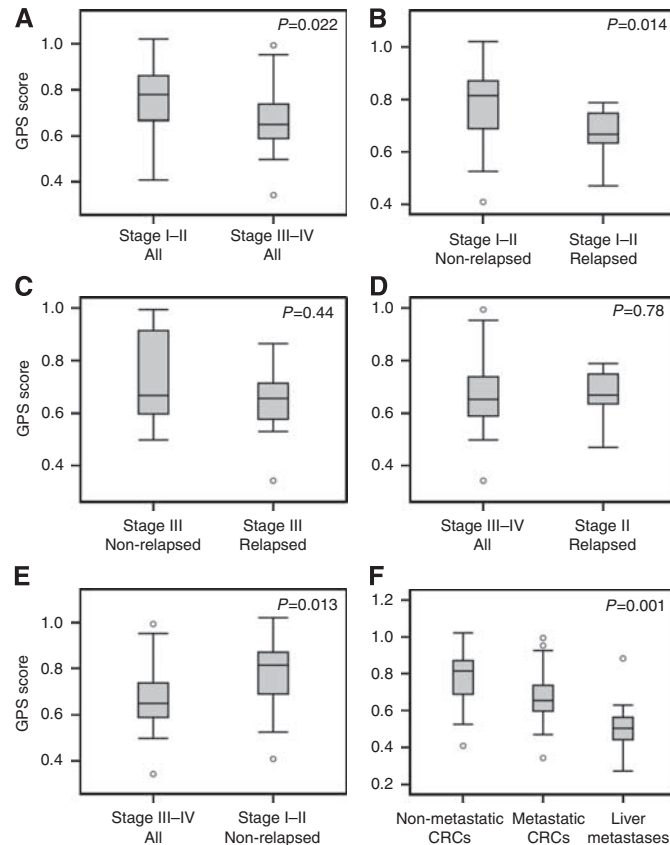 A
P=0.022
1.0
0.8
0.6
0.4
GPS score
Stage I–II
All
Stage III–IV
All
B
P=0.014
1.0
0.8
0.6
0.4
Stage I–II
Non-relapsed
Stage I–II
Relapsed
C
P=0.44
1.0
0.8
0.6
0.4
GPS score
Stage III
Non-relapsed
Stage III
Relapsed
D
P=0.78
1.0
0.8
0.6
0.4
Stage III–IV
All
Stage II
Relapsed
E
P=0.013
1.0
0.8
0.6
0.4
GPS score
Stage III–IV
All
Stage I–II
Non-relapsed
F
P=0.001
1.2
1.0
0.8
0.6
0.4
0.2
Non-metastatic
CRCs
Metastatic
CRCs
Liver
metastases